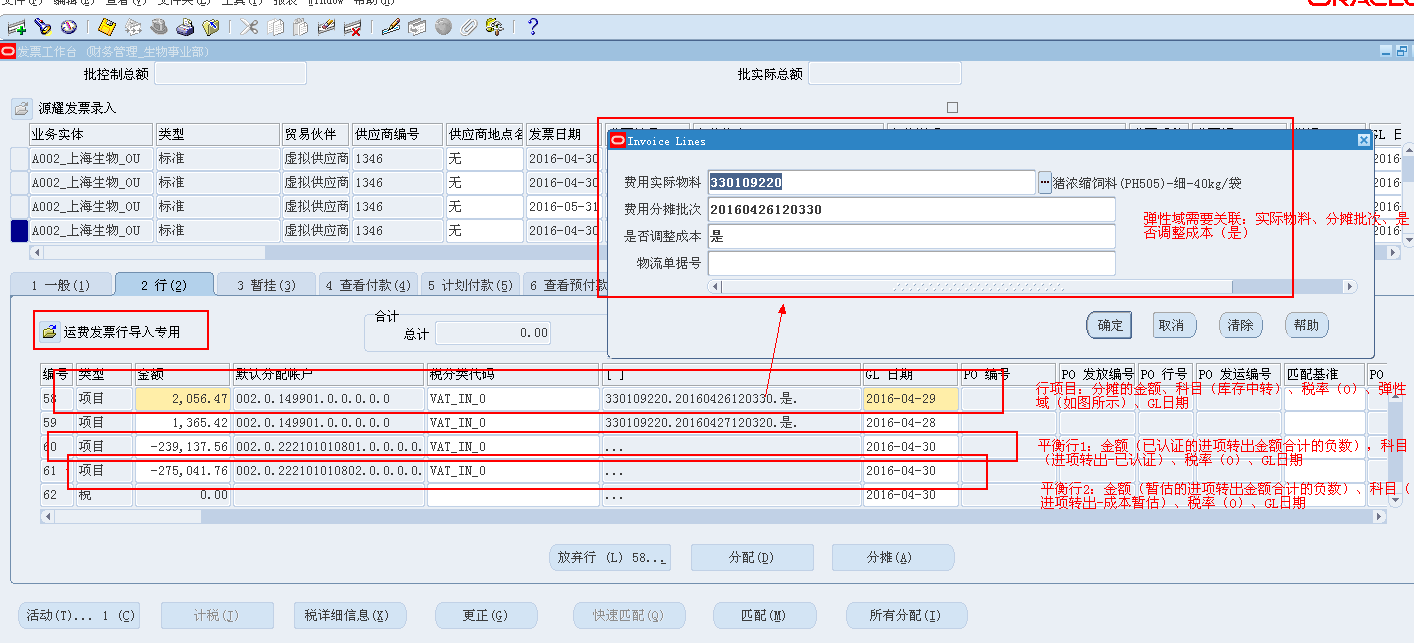 ORACLE
发票工作台 (财务管理_生物事业部)
批控制总额
批实际总额
源耀发票录入
业务实体 类型 贸易伙伴 供应商编号 供应商地点名 发票日期 GL 日
A002_上海生物_OU 标准 虚拟供应商 1346 无 2016-04-30 2016-
A002_上海生物_OU 标准 虚拟供应商 1346 无 2016-04-30 2016-
A002_上海生物_OU 标准 虚拟供应商 1346 无 2016-05-31 2016-
A002_上海生物_OU 标准 虚拟供应商 1346 无 2016-04-30 2016-
Invoice Lines
费用实际物料 330109220 ... 猪浓缩饲料(PH505)-细-40kg/袋
费用分摊批次 20160426120330
是否调整成本 是
物流单据号
弹性域需要关联: 实际物料、分摊批次、是
否调整成本（是）
确定 取消 清除 帮助
1 一般(1) 2 行(2) 3 暂挂(3) 4 查看付款(4) 5 计划付款(5) 6 查看预付款
运费发票行导入专用
合计
总计 0.00
编号 类型 金额 默认分配帐户 税分类代码 [ ] GL 日期 PO 编号 PO 发放编号 PO 行号 PO 发运编号 匹配基准 PO
58 项目 2,056.47 002.0.149901.0.0.0.0.0 VAT_IN_0 330109220.20160426120330.是. 2016-04-29
59 项目 1,365.42 002.0.149901.0.0.0.0.0 VAT_IN_0 330109220.20160427120320.是. 2016-04-28
60 项目 -239,137.56 002.0.222101010801.0.0.0.0. VAT_IN_0 ... 2016-04-30
61 项目 -275,041.76 002.0.222101010802.0.0.0.0. VAT_IN_0 ... 2016-04-30
62 税 0.00 ... 2016-04-30
行项目: 分摊的金额、科目（库存中转）、税率（0）、弹性
域（如图所示）、GL日期
平衡行1: 金额（已认证的进项转出金额合计的负数）, 科目
（进项转出-已认证）、税率（0）、GL日期
平衡行2: 金额（暂估的进项转出金额合计的负数）、科目（
进项转出-成本暂估）、税率（0）、GL日期
放弃行 (L) 58... 分配(D) 分摊(A)
活动(T)... 1 (C) 计税(J) 税详细信息(X) 更正(G) 快速匹配(Q) 匹配(M) 所有分配(I)